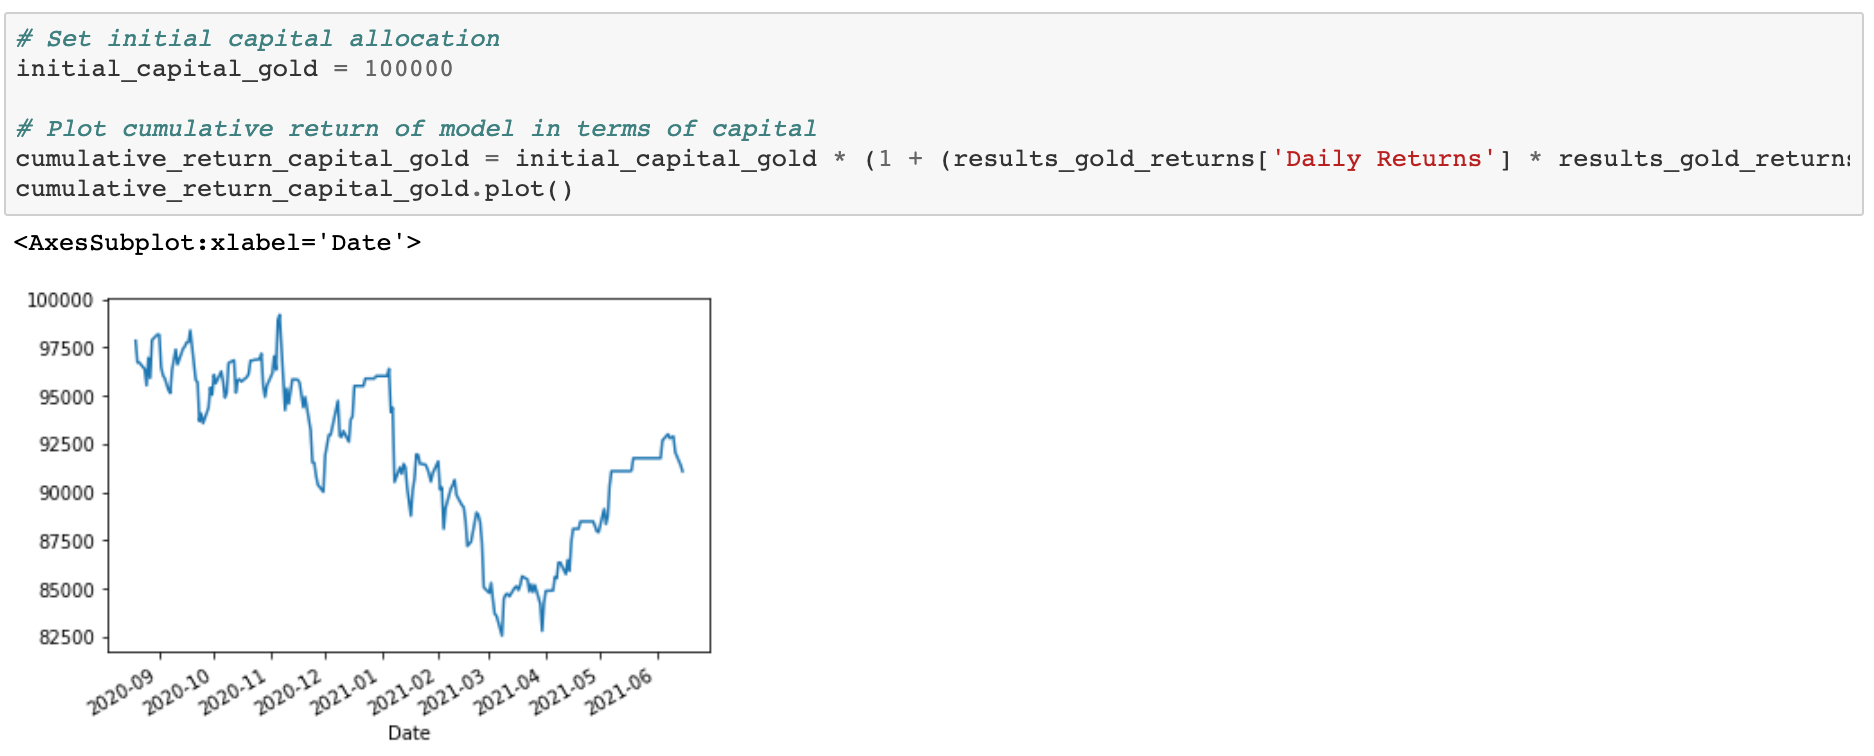 # Set initial capital allocation
initial_capital_gold = 100000
# Plot cumulative return of model in terms of capital
cumulative_return_capital_gold = initial_capital_gold * (1 + (results_gold_returns['Daily Returns'] * results_gold_returns
cumulative_return_capital_gold.plot()
<AxesSubplot:xlabel='Date'>
100000
97500
95000
92500
90000
87500
85000
82500
2020-09
2020-10
2020-11
2020-12
2021-01
2021-02
2021-03
2021-04
2021-05
2021-06
Date